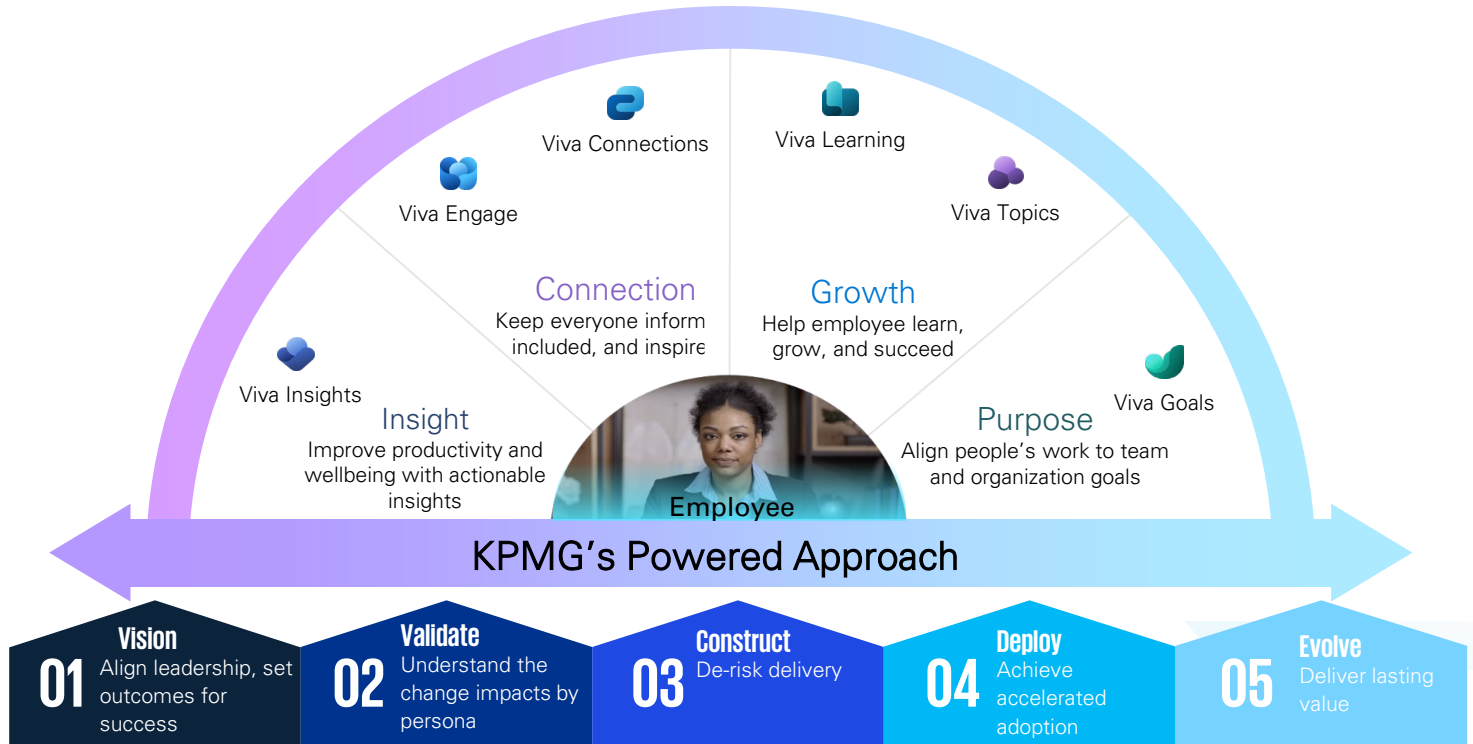 Viva Connections
Viva Learning
Viva Engage
Viva Topics
Connection
Keep everyone inform
included, and inspire
Growth
Help employee learn,
grow, and succeed
Viva Insights
Insight
Improve productivity and
wellbeing with actionable
insights
Viva Goals
Purpose
Align people’s work to team
and organization goals
Employee
KPMG’s Powered Approach
01
Vision
Align leadership, set
outcomes for
success
02
Validate
Understand the
change impacts by
persona
03
Construct
De-risk delivery
04
Deploy
Achieve
accelerated
adoption
05
Evolve
Deliver lasting
value